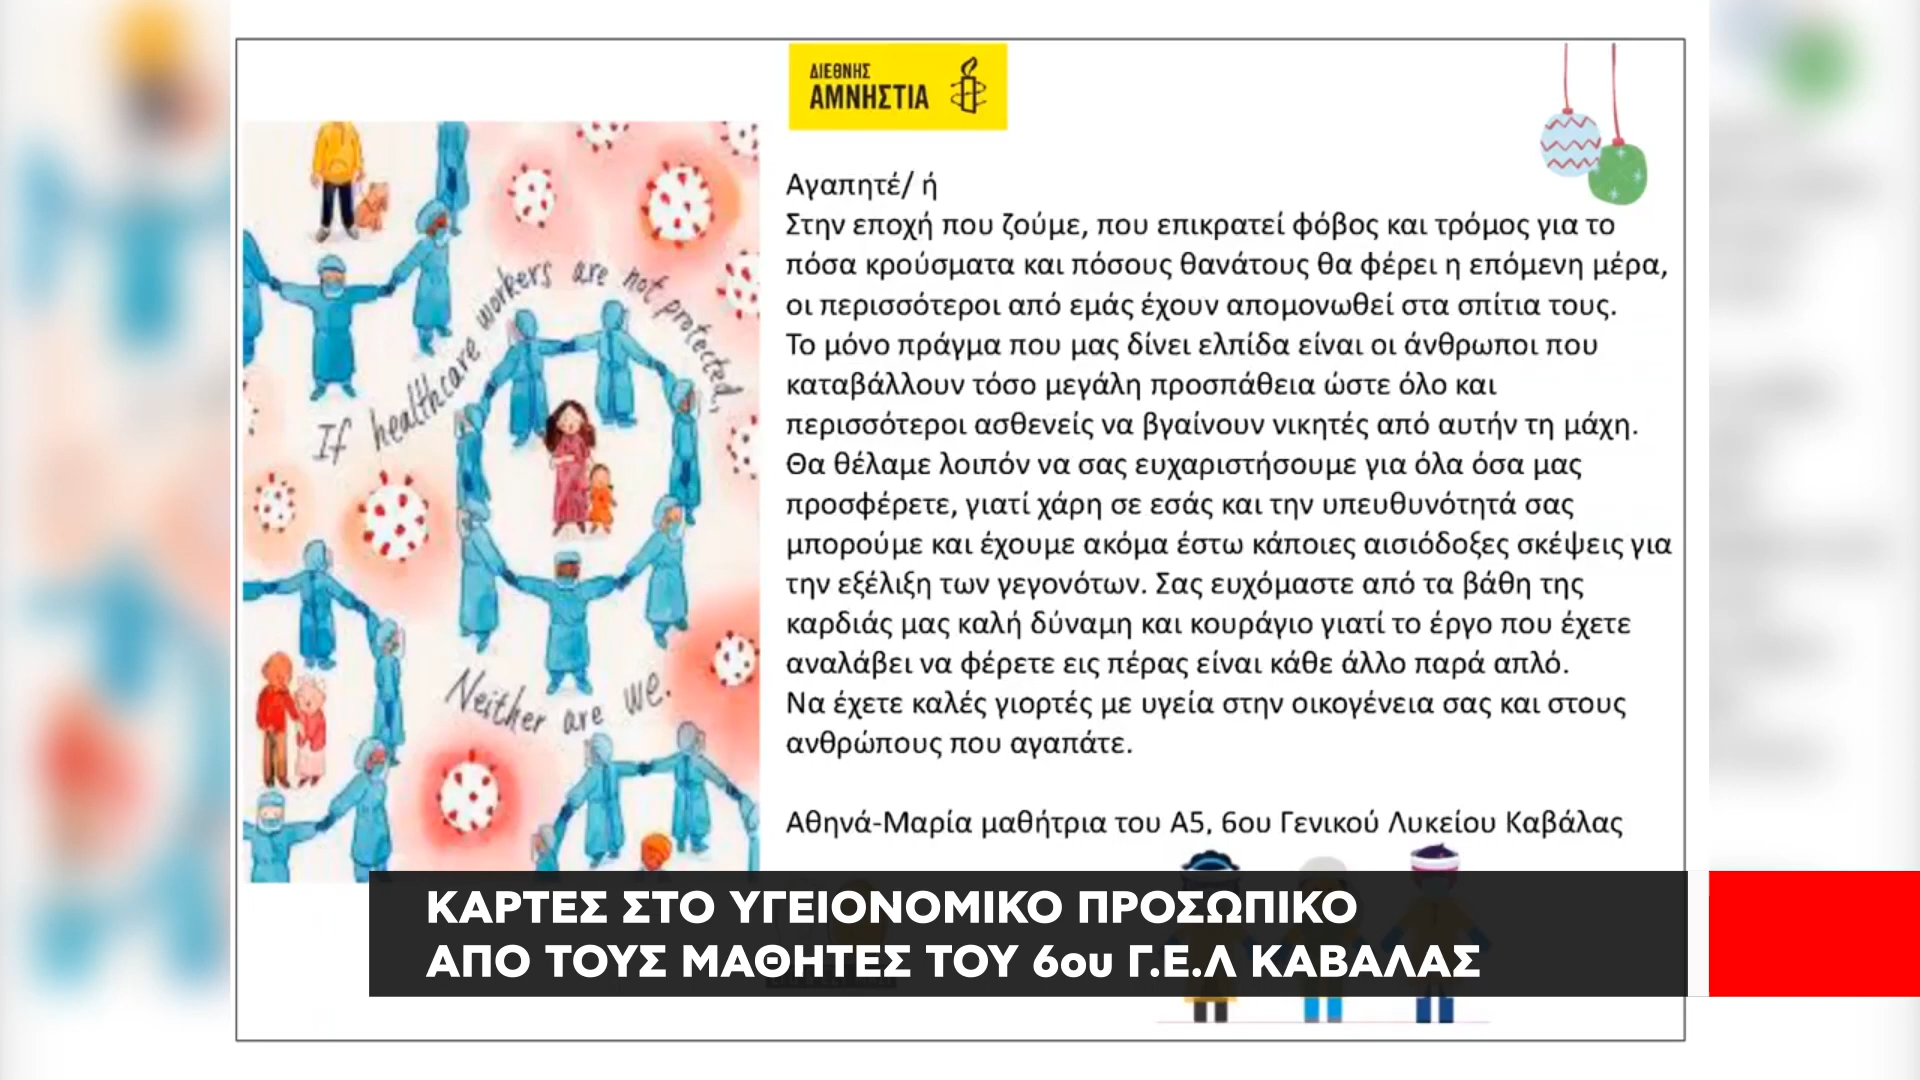 ΔΙΕΘΝΗΣ
ΑΜΝΗΣΤΙΑ
If healthcare workers are not protected,
Neither are we.
Αγαπητέ/ ή
Στην εποχή που ζούμε, που επικρατεί φόβος και τρόμος για το
πόσα κρούσματα και πόσους θανάτους θα φέρει η επόμενη μέρα,
οι περισσότεροι από εμάς έχουν απομονωθεί στα σπίτια τους.
Το μόνο πράγμα που μας δίνει ελπίδα είναι οι άνθρωποι που
καταβάλλουν τόσο μεγάλη προσπάθεια ώστε όλο και
περισσότεροι ασθενείς να βγαίνουν νικητές από αυτήν τη μάχη.
Θα θέλαμε λοιπόν να σας ευχαριστήσουμε για όλα όσα μας
προσφέρετε, γιατί χάρη σε εσάς και την υπευθυνότητά σας
μπορούμε και έχουμε ακόμα έστω κάποιες αισιόδοξες σκέψεις για
την εξέλιξη των γεγονότων. Σας ευχόμαστε από τα βάθη της
καρδιάς μας καλή δύναμη και κουράγιο γιατί το έργο που έχετε
αναλάβει να φέρετε εις πέρας είναι κάθε άλλο παρά απλό.
Να έχετε καλές γιορτές με υγεία στην οικογένεια σας και στους
ανθρώπους που αγαπάτε.
Αθηνά-Μαρία μαθήτρια του Α5, 6ου Γενικού Λυκείου Καβάλας
ΚΑΡΤΕΣ ΣΤΟ ΥΓΕΙΟΝΟΜΙΚΟ ΠΡΟΣΩΠΙΚΟ
ΑΠΟ ΤΟΥΣ ΜΑΘΗΤΕΣ ΤΟΥ 6ου Γ.Ε.Λ ΚΑΒΑΛΑΣ